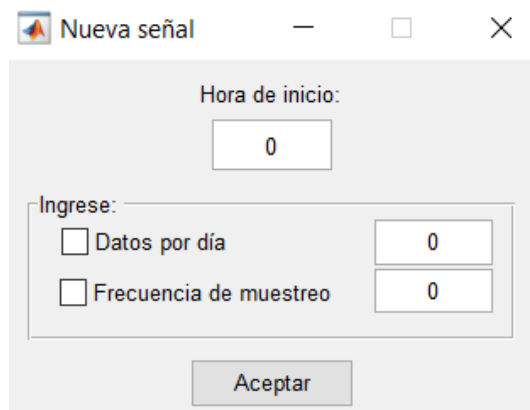 Nueva señal
Hora de inicio:
0
Ingrese:
Datos por día 0
Frecuencia de muestreo 0
Aceptar